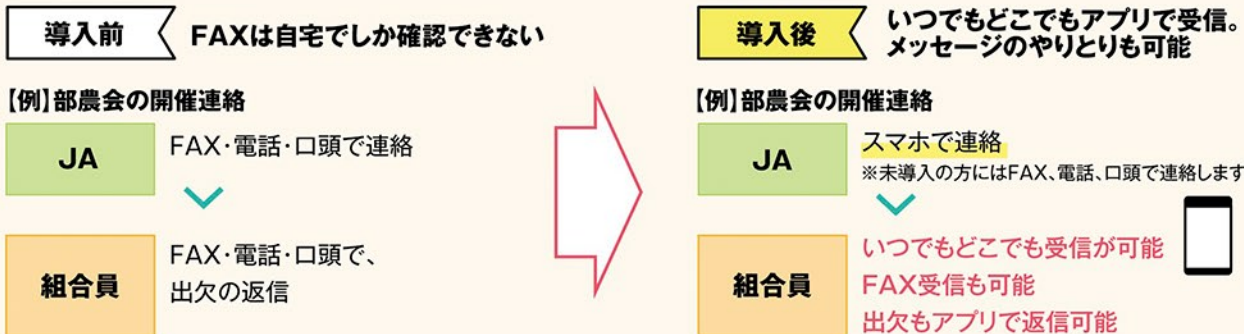 導入前
FAXは自宅でしか確認できない
【例】部農会の開催連絡
JA
FAX・電話・口頭で連絡
組合員
FAX・電話・口頭で、
出欠の返信
導入後
いつでもどこでもアプリで受信。
メッセージのやりとりも可能
【例】部農会の開催連絡
JA
スマホで連絡
※未導入の方にはFAX、電話、口頭で連絡します
組合員
いつでもどこでも受信が可能
FAX受信も可能
出欠もアプリで返信可能